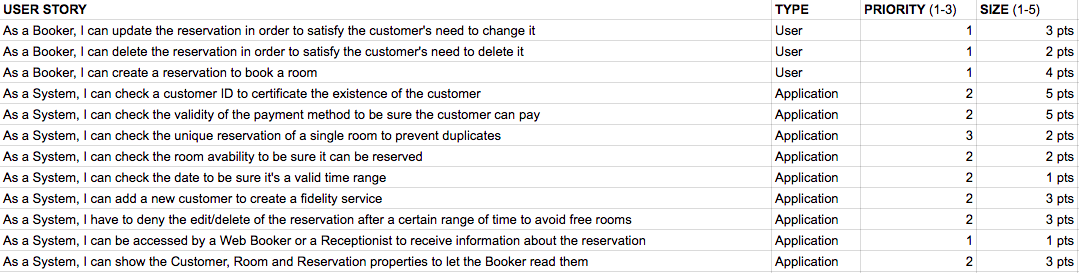 USER STORY TYPE PRIORITY (1-3) SIZE (1-5)
As a Booker, I can update the reservation in order to satisfy the customer's need to change it User 1 3 pts
As a Booker, I can delete the reservation in order to satisfy the customer's need to delete it User 1 2 pts
As a Booker, I can create a reservation to book a room User 1 4 pts
As a System, I can check a customer ID to certificate the existence of the customer Application 2 5 pts
As a System, I can check the validity of the payment method to be sure the customer can pay Application 2 5 pts
As a System, I can check the unique reservation of a single room to prevent duplicates Application 3 2 pts
As a System, I can check the room avability to be sure it can be reserved Application 2 2 pts
As a System, I can check the date to be sure it's a valid time range Application 2 1 pts
As a System, I can add a new customer to create a fidelity service Application 2 3 pts
As a System, I have to deny the edit/delete of the reservation after a certain range of time to avoid free rooms Application 2 3 pts
As a System, I can be accessed by a Web Booker or a Receptionist to receive information about the reservation Application 1 1 pts
As a System, I can show the Customer, Room and Reservation properties to let the Booker read them Application 2 3 pts